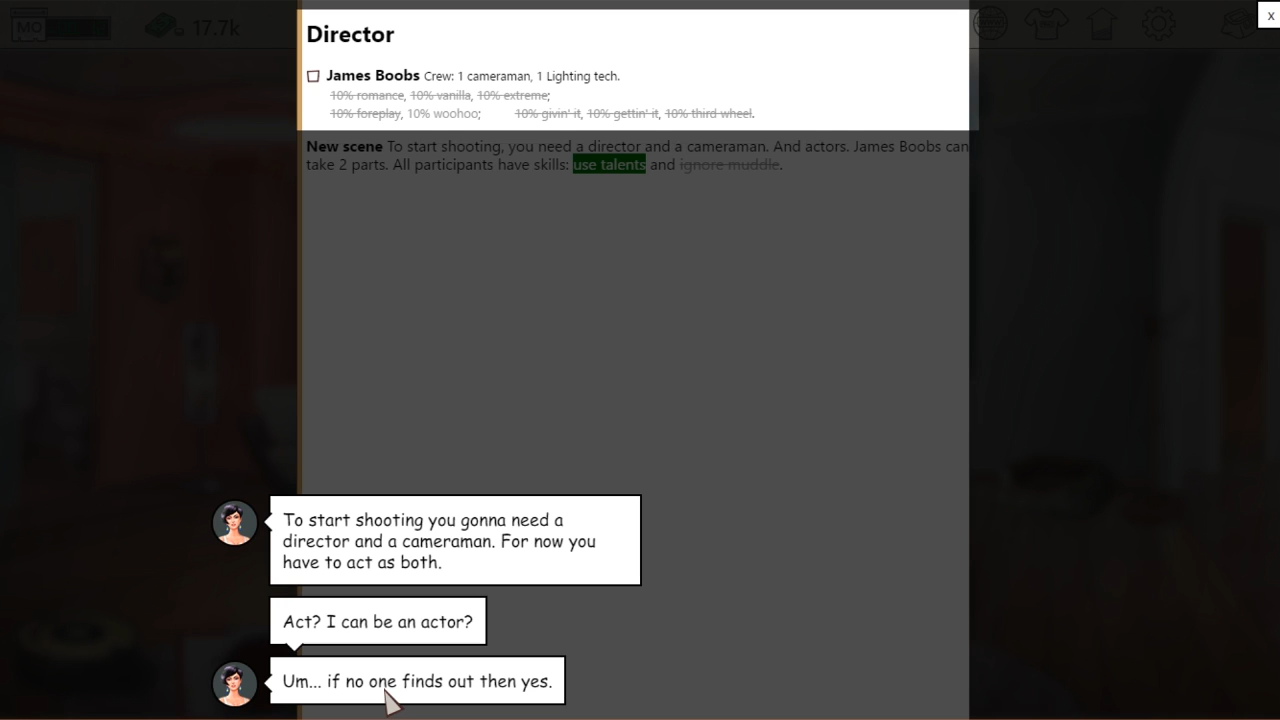 MO
17.7k
x
Director
James Boobs Crew: 1 cameraman, 1 Lighting tech.
10% romance, 10% vanilla, 10% extreme;
10% foreplay, 10% woohoo; 10% givin' it, 10% gettin' it, 10% third wheel.
New scene To start shooting, you need a director and a cameraman. And actors. James Boobs can
take 2 parts. All participants have skills: use talents and ignore muddle.
To start shooting you gonna need a
director and a cameraman. For now you
have to act as both.
Act? I can be an actor?
Um... if no one finds out then yes.